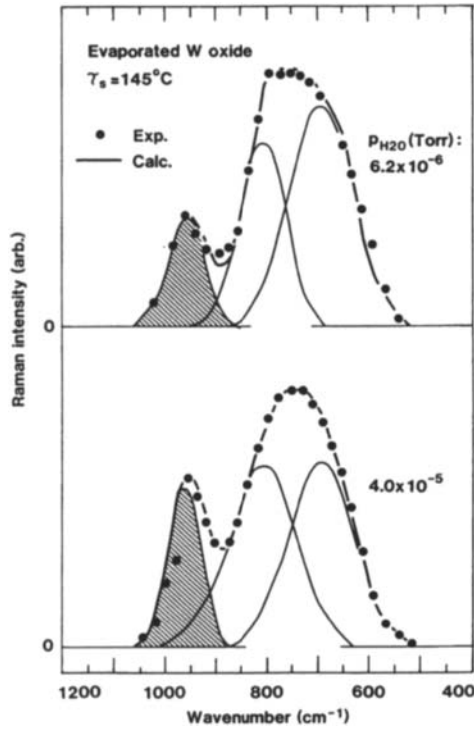 Evaporated W oxide
τs = 145°C
Exp.
Calc.
PH2O (Torr):
6.2x10⁻⁶
0
4.0x10⁻⁵
0
Raman intensity (arb.)
1200 1000 800 600 400
Wavenumber (cm⁻¹)